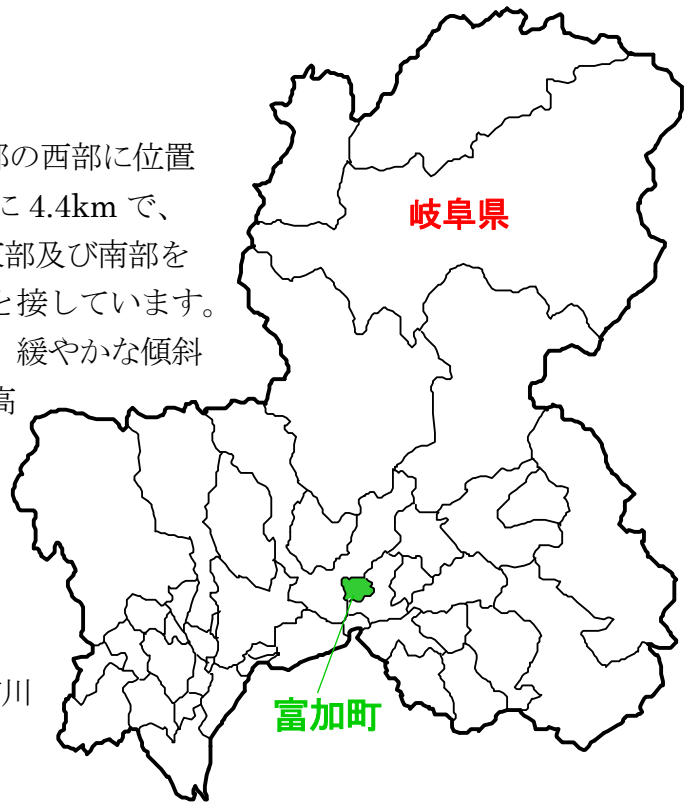 部の西部に位置
に 4.4km で、
部及び南部を
と接しています。
緩やかな傾斜
高
川
岐阜県
富加町